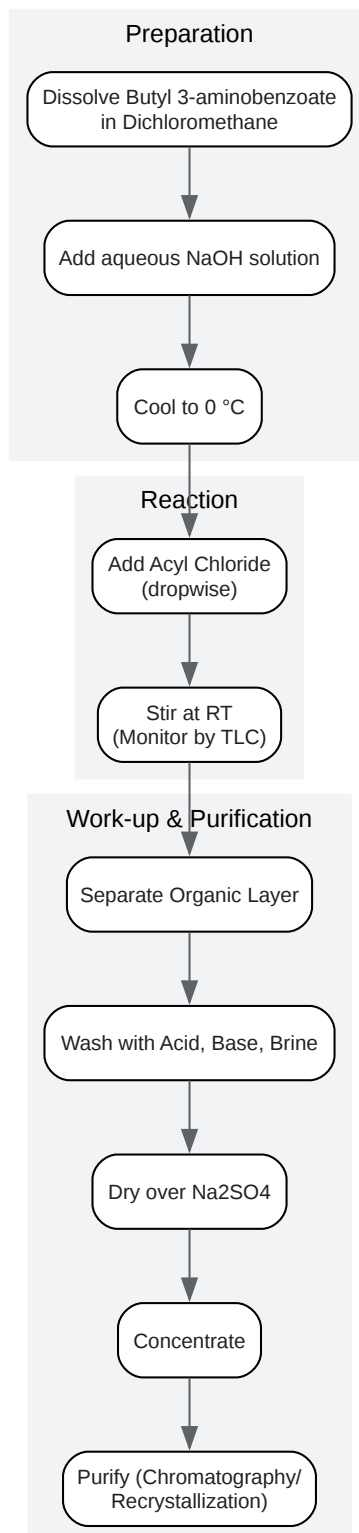 Preparation
Dissolve Butyl 3-aminobenzoate
in Dichloromethane
Add aqueous NaOH solution
Cool to 0 °C
Reaction
Add Acyl Chloride
(dropwise)
Stir at RT
(Monitor by TLC)
Work-up & Purification
Separate Organic Layer
Wash with Acid, Base, Brine
Dry over Na2SO4
Concentrate
Purify (Chromatography/
Recrystallization)